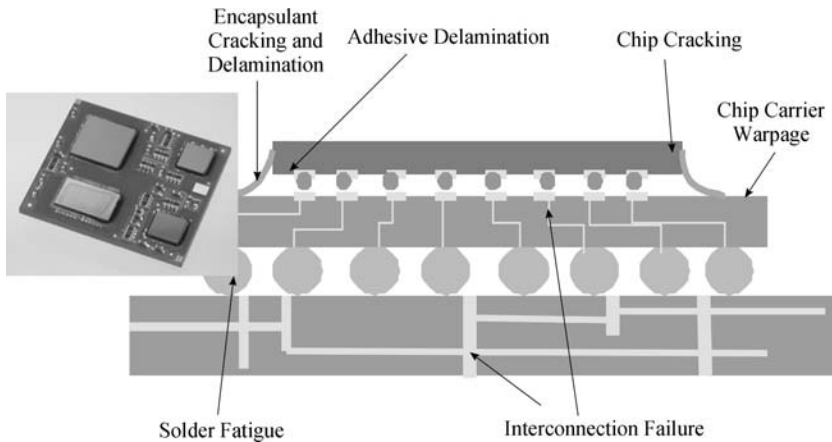 Encapsulant
Cracking and
Delamination
Adhesive Delamination
Chip Cracking
Chip Carrier
Warpage
Solder Fatigue
Interconnection Failure